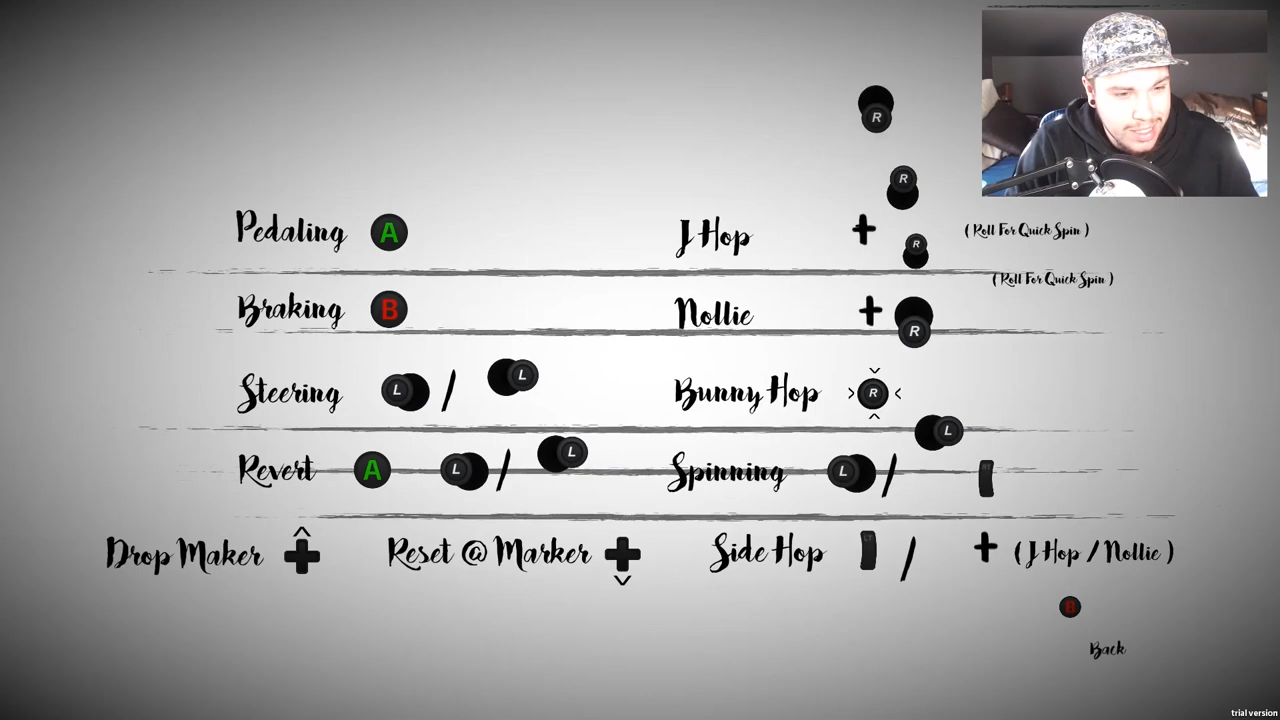 R
R
Pedaling A J Hop + R ( Roll For Quick Spin )
( Roll For Quick Spin )
Braking B Nollie + R
Steering L / L Bunny Hop > R <
Revert A L / L Spinning L / L
Drop Maker Reset @ Marker Side Hop LT / + ( J Hop / Nollie )
B
Back
trial version